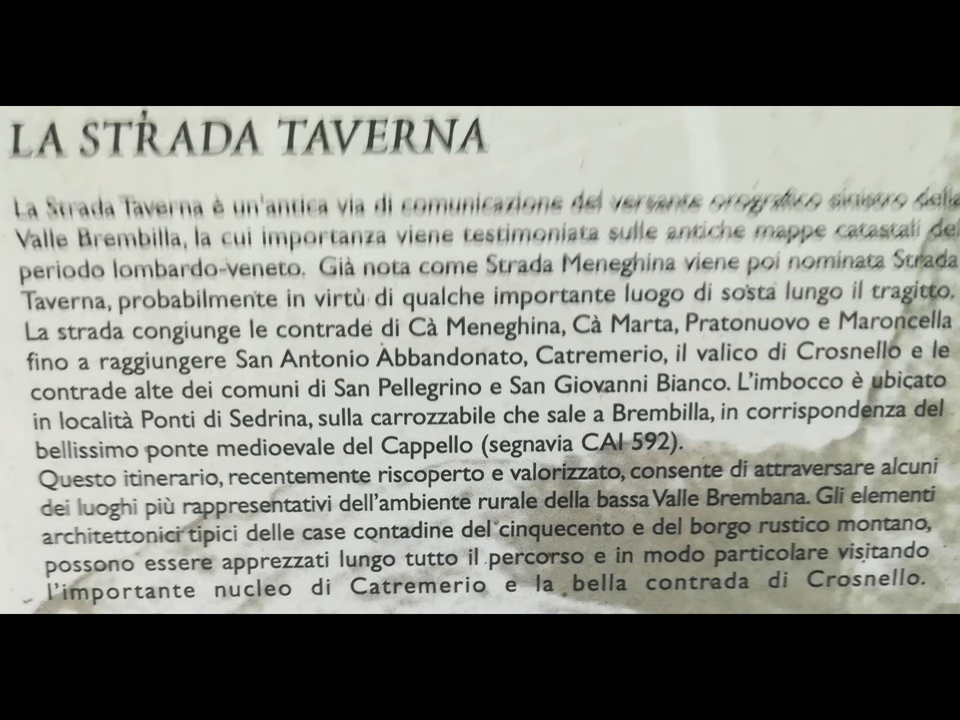 LA STRADA TAVERNA
La Strada Taverna è un'antica via di comunicazione del versante orografico sinistro della
Valle Brembilla, la cui importanza viene testimoniata sulle antiche mappe catastali del
periodo lombardo-veneto. Già nota come Strada Meneghina viene poi nominata Strada
Taverna, probabilmente in virtù di qualche importante luogo di sosta lungo il tragitto.
La strada congiunge le contrade di Cà Meneghina, Cà Marta, Pratonuovo e Maroncella
fino a raggiungere San Antonio Abbandonato, Catremerio, il valico di Crosnello e le
contrade alte dei comuni di San Pellegrino e San Giovanni Bianco. L'imbocco è ubicato
in località Ponti di Sedrina, sulla carrozzabile che sale a Brembilla, in corrispondenza del
bellissimo ponte medioevale del Cappello (segnavia CAI 592).
Questo itinerario, recentemente riscoperto e valorizzato, consente di attraversare alcuni
dei luoghi più rappresentativi dell'ambiente rurale della bassa Valle Brembana. Gli elementi
architettonici tipici delle case contadine del cinquecento e del borgo rustico montano,
possono essere apprezzati lungo tutto il percorso e in modo particolare visitando
l'importante nucleo di Catremerio e la bella contrada di Crosnello.